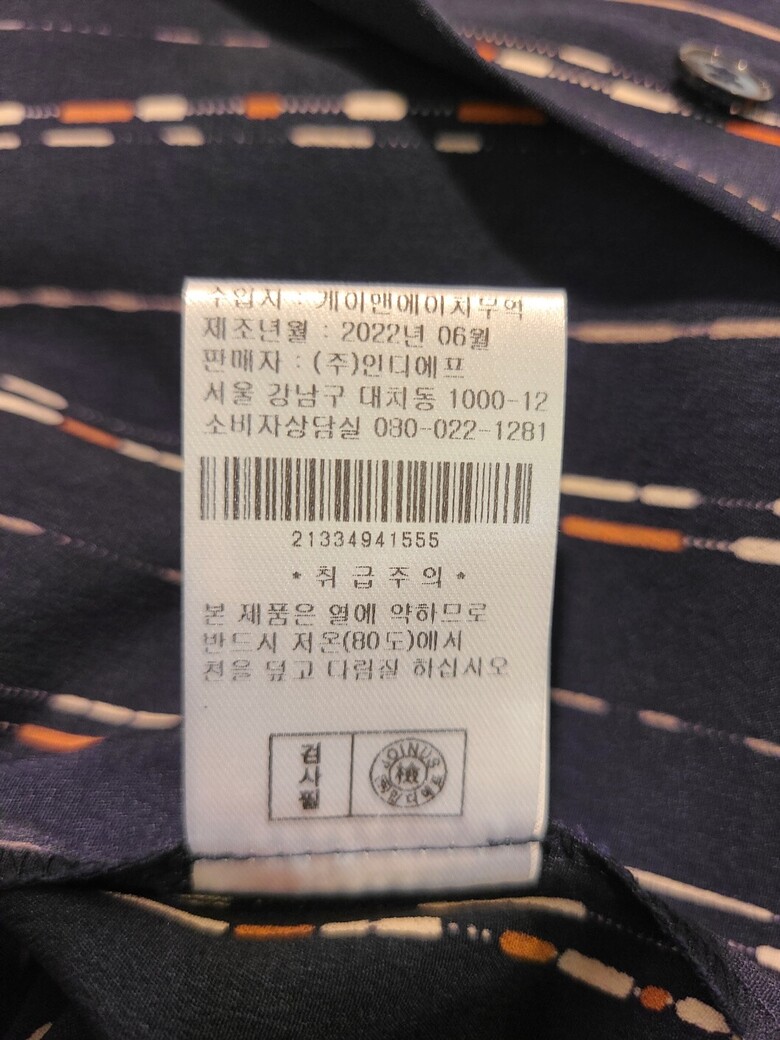 수입자 : 케이앤에이치무역
제조년월 : 2022년 06월
판매자 : (주)인디에프
서울 강남구 대치동 1000-12
소비자상담실 080-022-1281
21334941555
* 취급주의 *
본 제품은 열에 약하므로
반드시 저온(80도)에서
천을 덮고 다림질 하십시오
검사필
JOINUS
檢